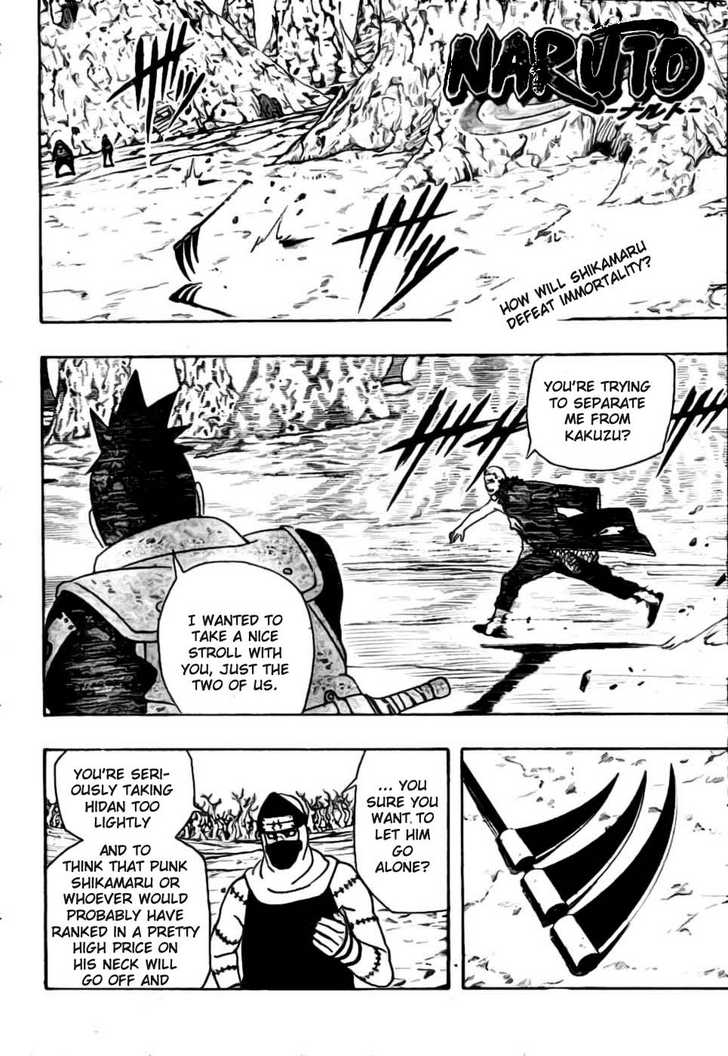 NARUTO
-ナルト-
HOW WILL SHIKAMARU
DEFEAT IMMORTALITY?
YOU'RE TRYING
TO SEPARATE
ME FROM
KAKUZU?
I WANTED TO
TAKE A NICE
STROLL WITH
YOU, JUST THE
TWO OF US.
... YOU
SURE YOU
WANT TO
LET HIM
GO
ALONE?
YOU'RE SERI-
OUSLY TAKING
HIDAN TOO
LIGHTLY
AND TO
THINK THAT PUNK
SHIKAMARU OR
WHOEVER WOULD
PROBABLY HAVE
RANKED IN A PRETTY
HIGH PRICE ON
HIS NECK WILL
GO OFF AND